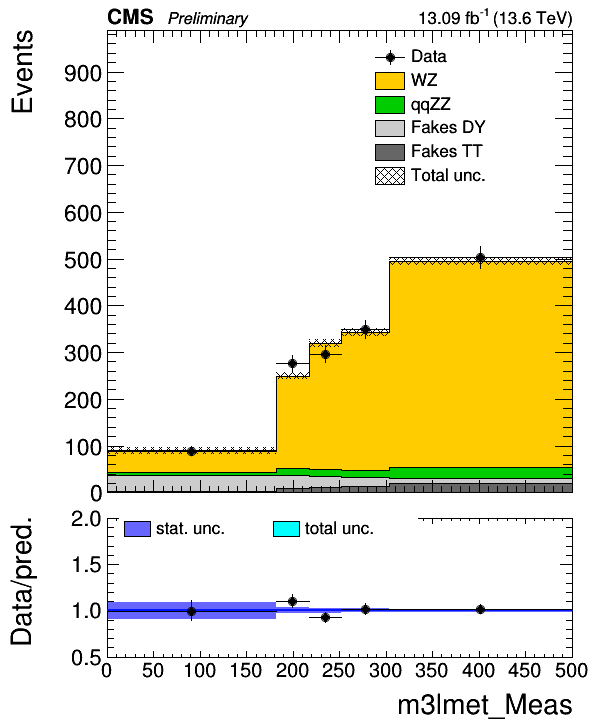 CMS Preliminary 13.09 fb⁻¹ (13.6 TeV)
Events
900
800
700
600
500
400
300
200
100
0
Data
WZ
qqZZ
Fakes DY
Fakes TT
Total unc.
Data/pred.
2.0
1.5
1.0
0.5
stat. unc. total unc.
0 50 100 150 200 250 300 350 400 450 500
m3lmet_Meas